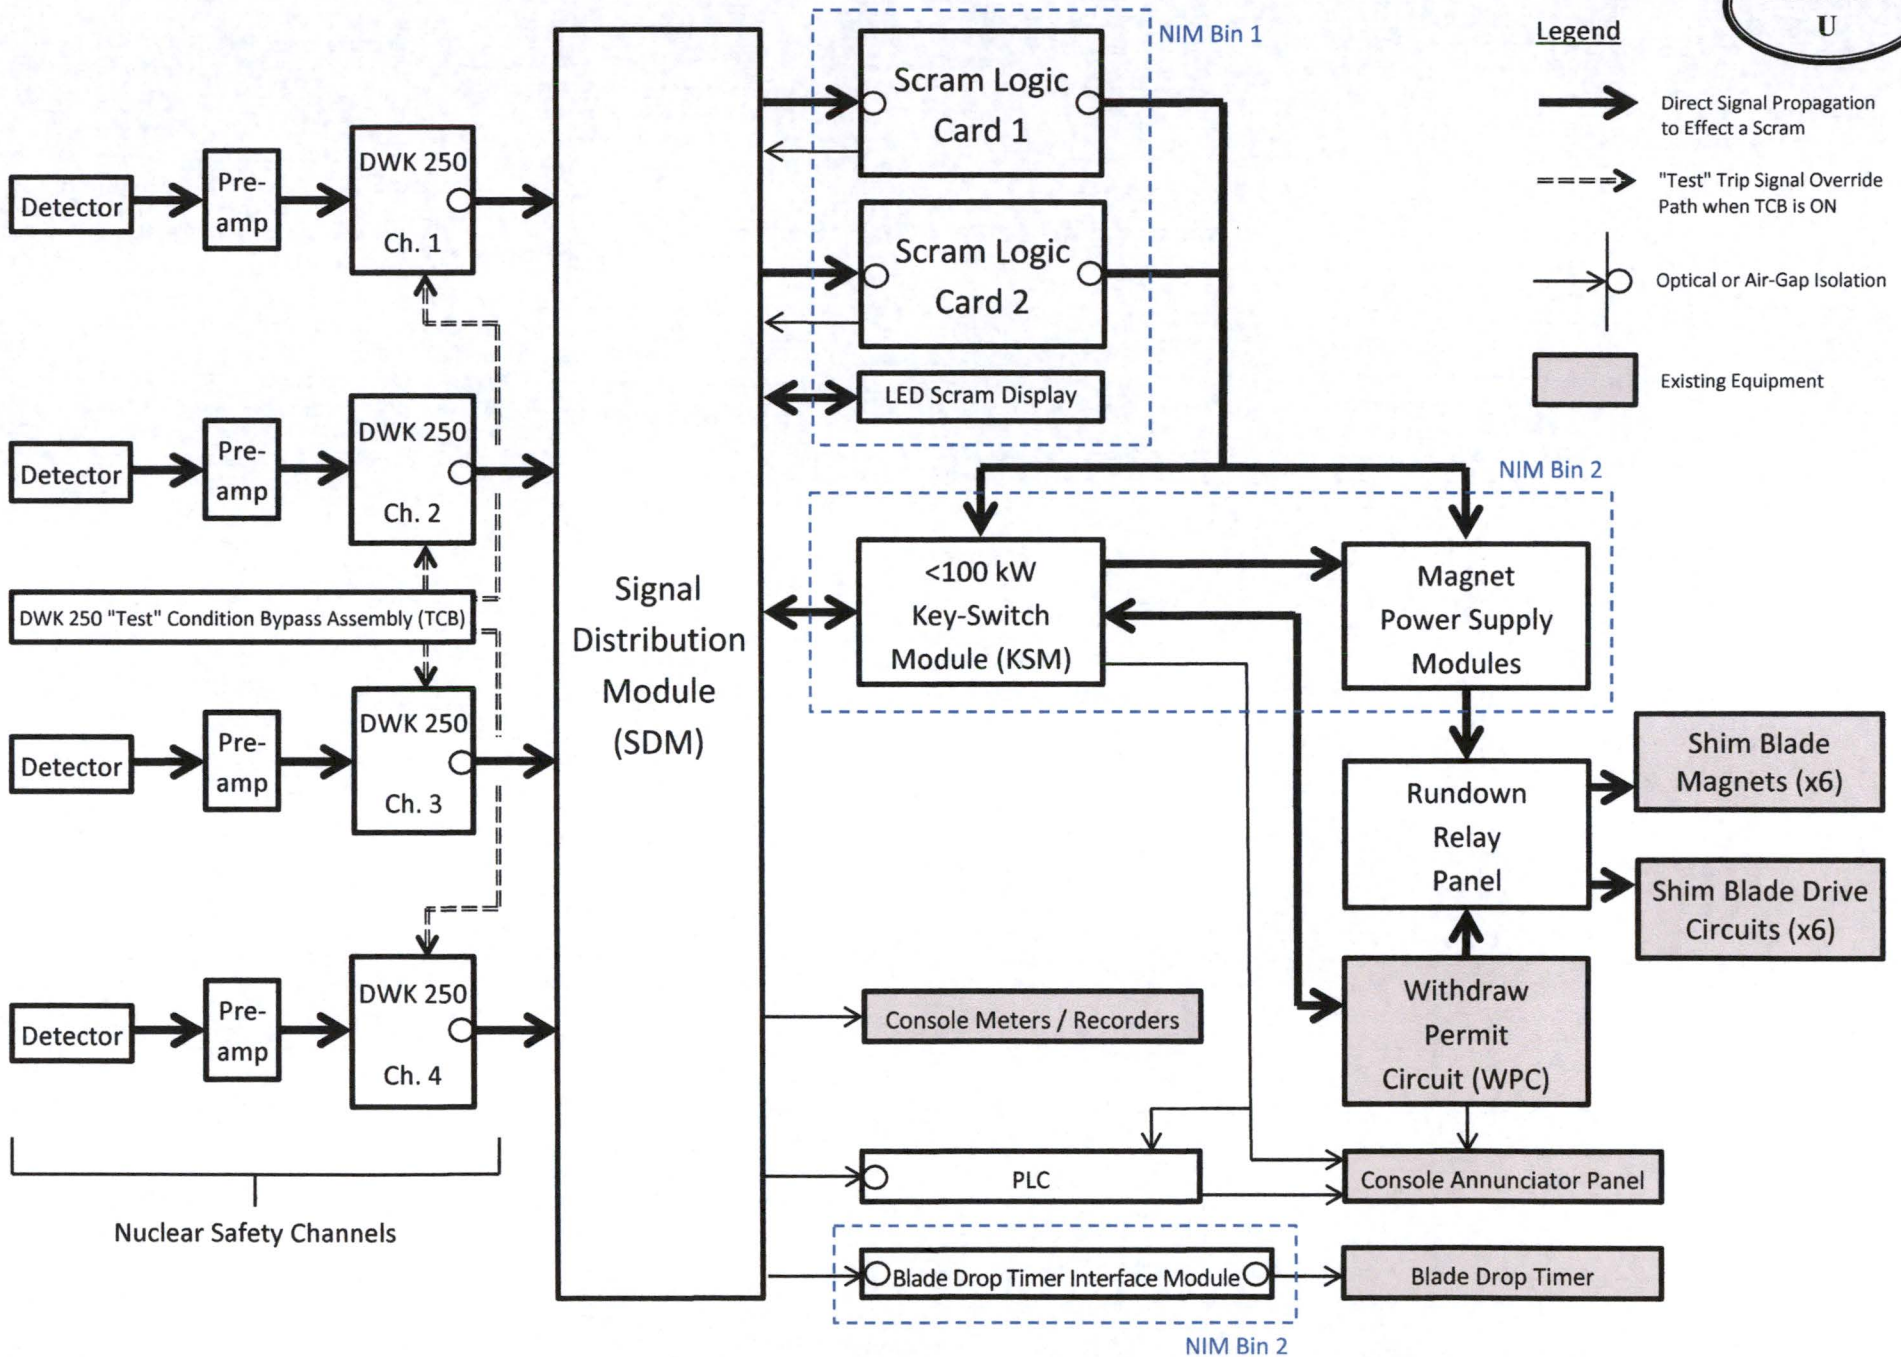 NIM Bin 1
Legend
U
Scram Logic
Card 1
Direct Signal Propagation
to Effect a Scram
"Test" Trip Signal Override
Path when TCB is ON
Optical or Air-Gap Isolation
Existing Equipment
Detector
Pre-
amp
DWK 250
Ch. 1
Scram Logic
Card 2
LED Scram Display
Detector
Pre-
amp
DWK 250
Ch. 2
NIM Bin 2
DWK 250 "Test" Condition Bypass Assembly (TCB)
Signal
Distribution
Module
(SDM)
<100 kW
Key-Switch
Module (KSM)
Magnet
Power Supply
Modules
Detector
Pre-
amp
DWK 250
Ch. 3
Rundown
Relay
Panel
Shim Blade
Magnets (x6)
Shim Blade Drive
Circuits (x6)
Detector
Pre-
amp
DWK 250
Ch. 4
Console Meters / Recorders
Withdraw
Permit
Circuit (WPC)
Nuclear Safety Channels
PLC
Console Annunciator Panel
Blade Drop Timer Interface Module
Blade Drop Timer
NIM Bin 2